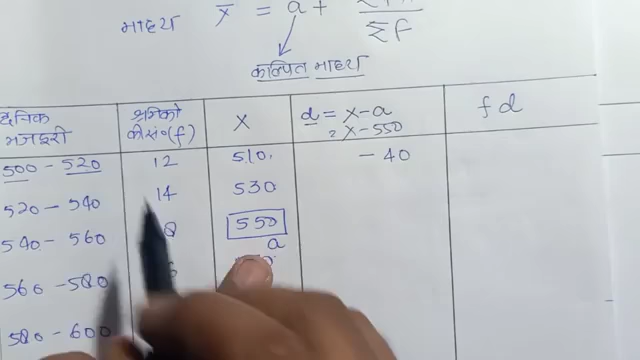 माध्य x̄ = a +
Σf
कल्पित माध्य
दैनिक मजदूरी श्रमिको की सं०(f) X d = x-a = x-550 fd
500 - 520 12 510 - 40
520 - 540 14 530
540 - 560 8 550
a
560 - 580
580 - 600